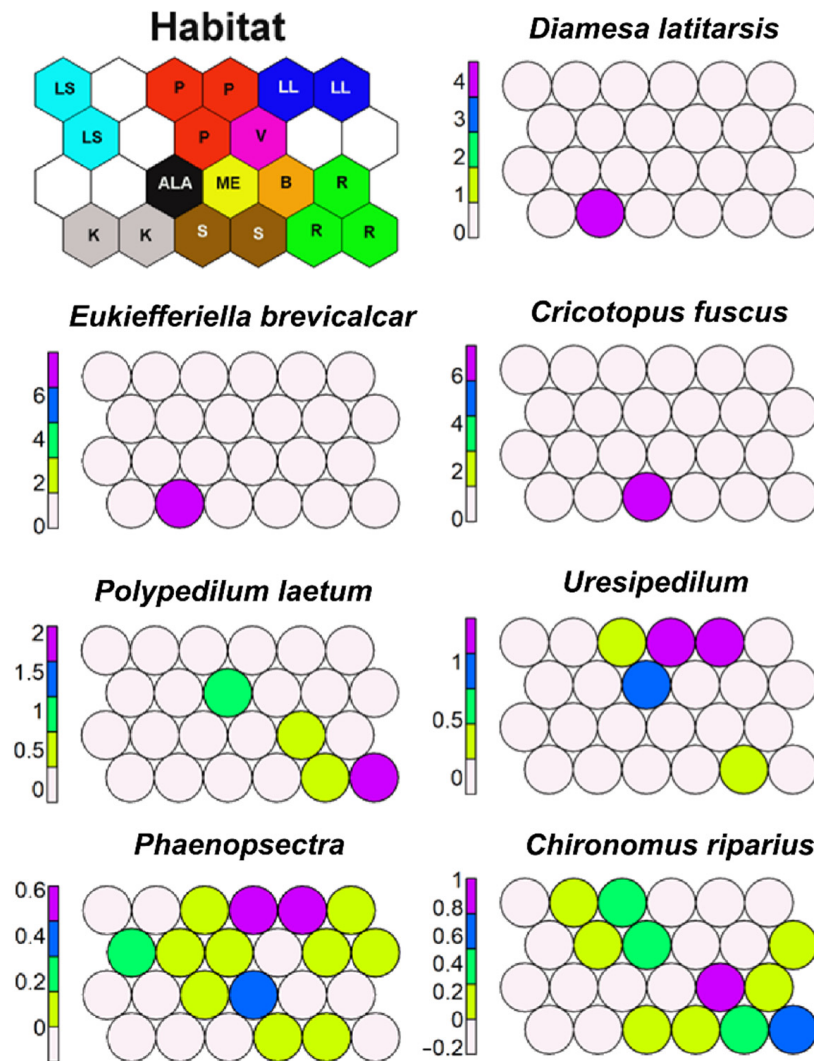 Habitat
LS P P LL LL
LS P V
ALA ME B R
K K S S R R
Diamesa latitarsis
4
3
2
1
0
Eukiefferiella brevicalcar
6
4
2
0
Cricotopus fuscus
6
4
2
0
Polypedilum laetum
2
1.5
1
0.5
0
Uresipedilum
1
0.5
0
Phaenopsectra
0.6
0.4
0.2
0
Chironomus riparius
1
0.8
0.6
0.4
0.2
0
−0.2